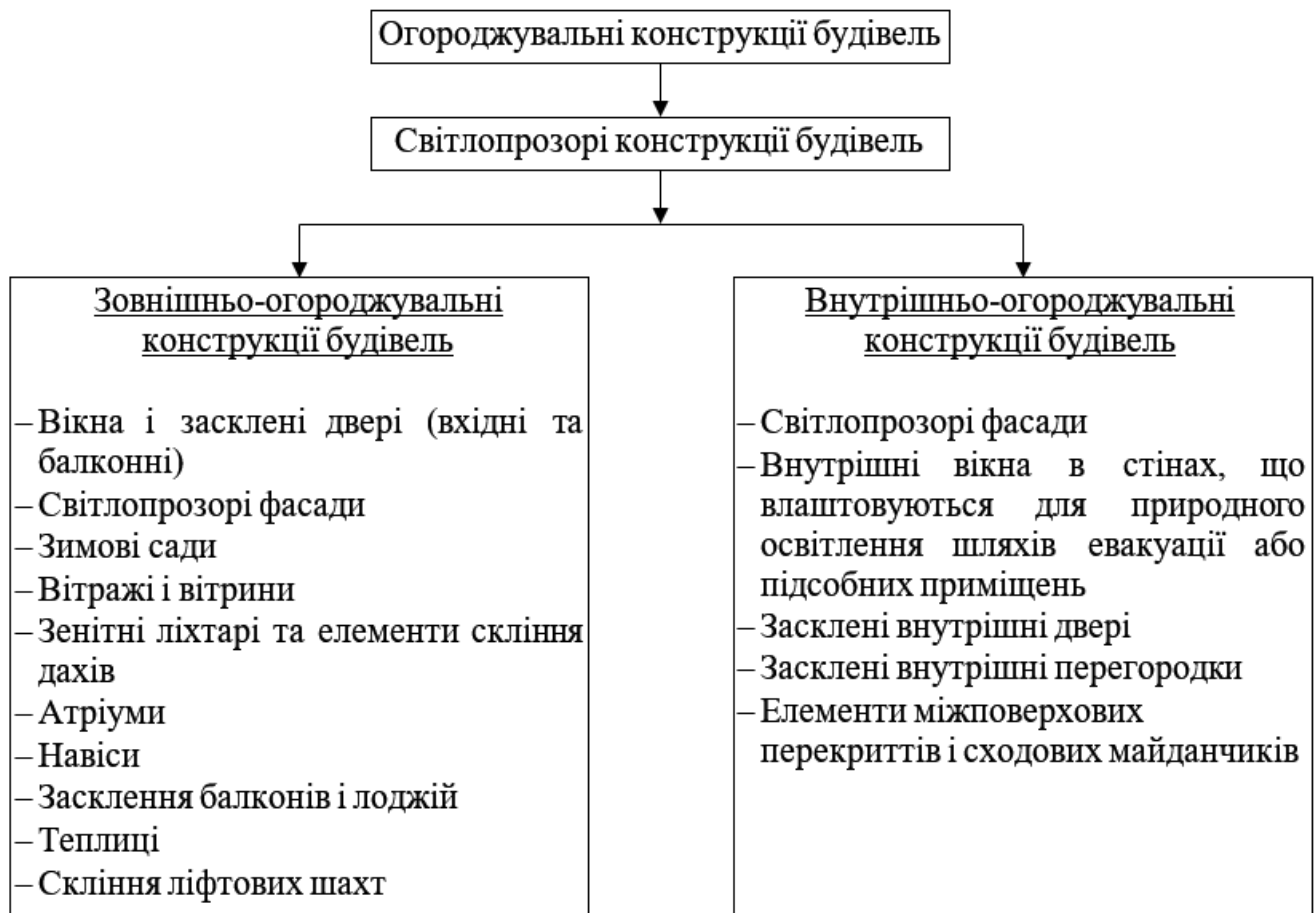 Огороджувальні конструкції будівель
Світлопрозорі конструкції будівель
Зовнішньо-огороджувальні
конструкції будівель
– Вікна і засклені двері (вхідні та
балконні)
– Світлопрозорі фасади
– Зимові сади
– Вітражі і вітрини
– Зенітні ліхтарі та елементи скління
дахів
– Атріуми
– Навіси
– Засклення балконів і лоджій
– Теплиці
– Скління ліфтових шахт
Внутрішньо-огороджувальні
конструкції будівель
– Світлопрозорі фасади
– Внутрішні вікна в стінах, що
влаштовуються для природного
освітлення шляхів евакуації або
підсобних приміщень
– Засклені внутрішні двері
– Засклені внутрішні перегородки
– Елементи міжповерхових
перекриттів і сходових майданчиків